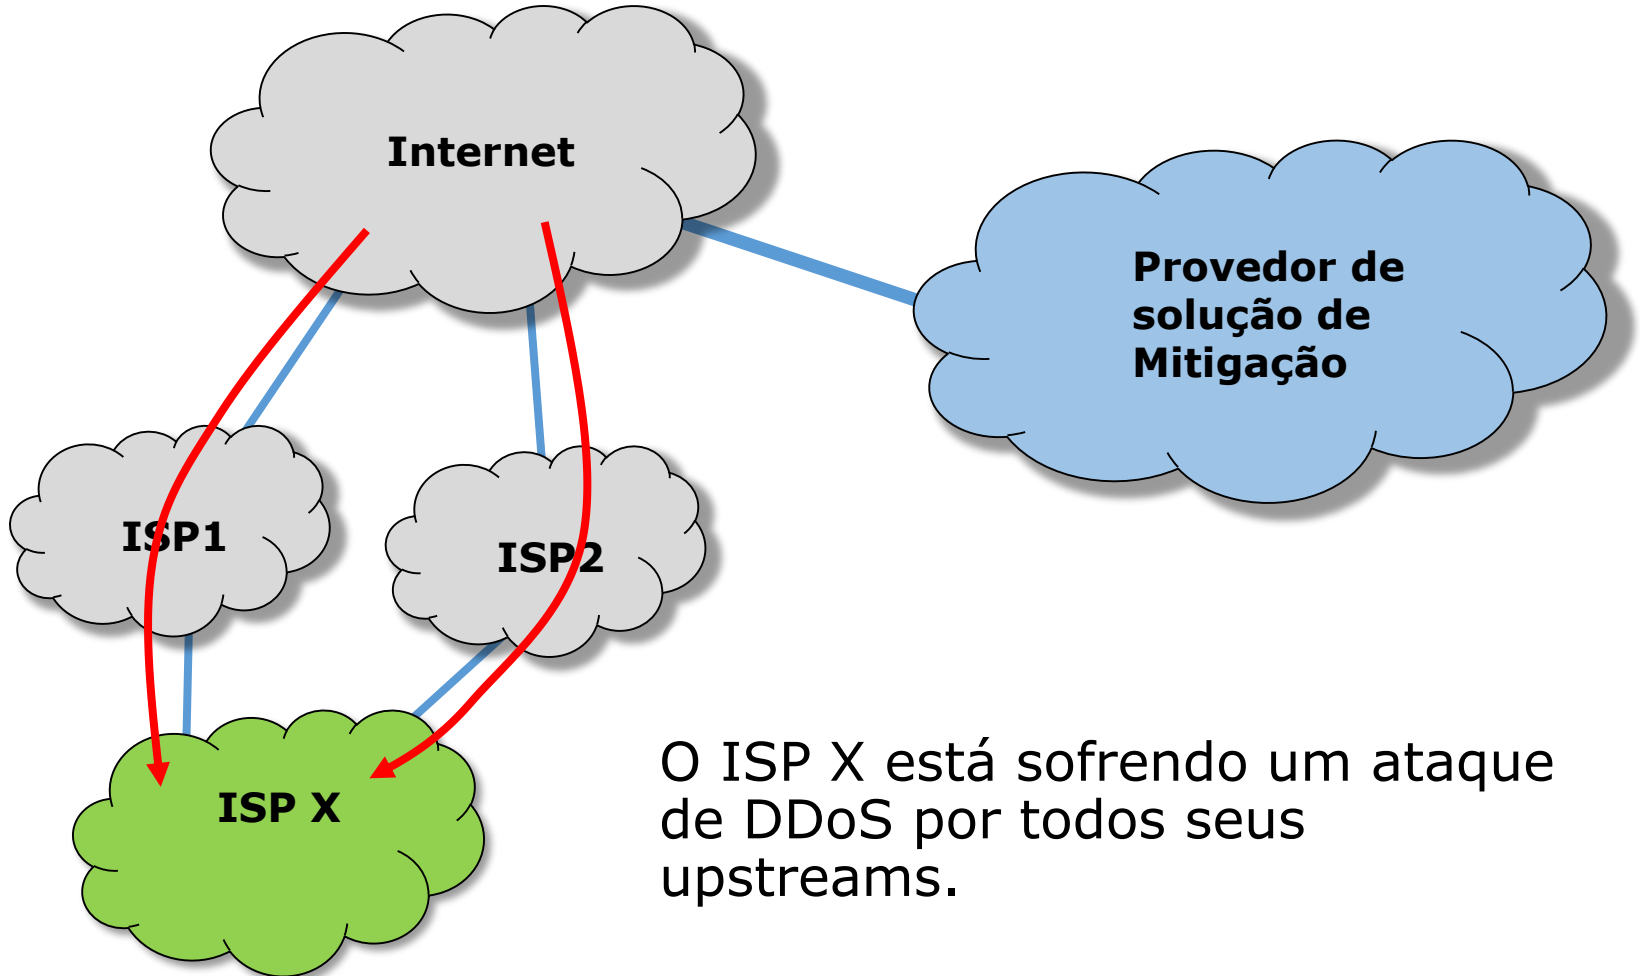 Internet
Provedor de
solução de
Mitigação
ISP1
ISP2
ISP X
O ISP X está sofrendo um ataque
de DDoS por todos seus
upstreams.